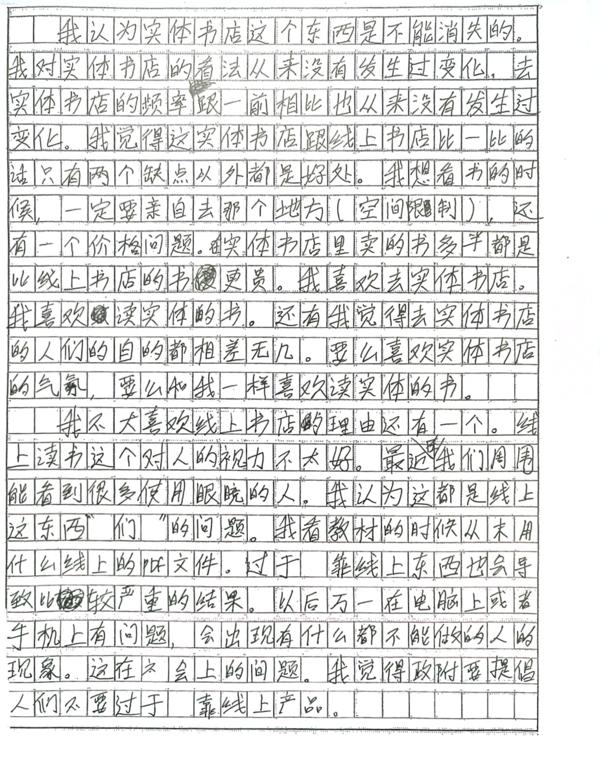 我认为实体书店这个东西是不能消失的。
我对实体书店的看法从来没有发生过变化，去
实体书店的频率跟一前相比也从来没有发生过
变化。我觉得这实体书店跟线上书店比一比的
话只有两个缺点以外都是好处。我想看书的时
候，一定要亲自去那个地方（空间限制），还
有一个价格问题。实体书店里卖的书多半都是
比线上书店的书更贵。我喜欢去实体书店。
我喜欢读实体的书。还有我觉得去实体书店
的人们的目的都相差无几。要么喜欢实体书店
的气氛，要么和我一样喜欢读实体的书。
我不大喜欢线上书店的理由还有一个。线
上读书这个对人的视力不太好。最近我们周围
能看到很多使用眼晩的人。我认为这都是线上
这东西“们”的问题。我看教材的时候从未用
什么线上的PDF文件。过于 靠线上东西也会导
致比较严重的结果。以后万一在电脑上或者
手机上有问题，会出现有什么都不能做的人的
现象。这在会上的问题。我觉得政附要提倡
人们不要过于 靠线上产品。